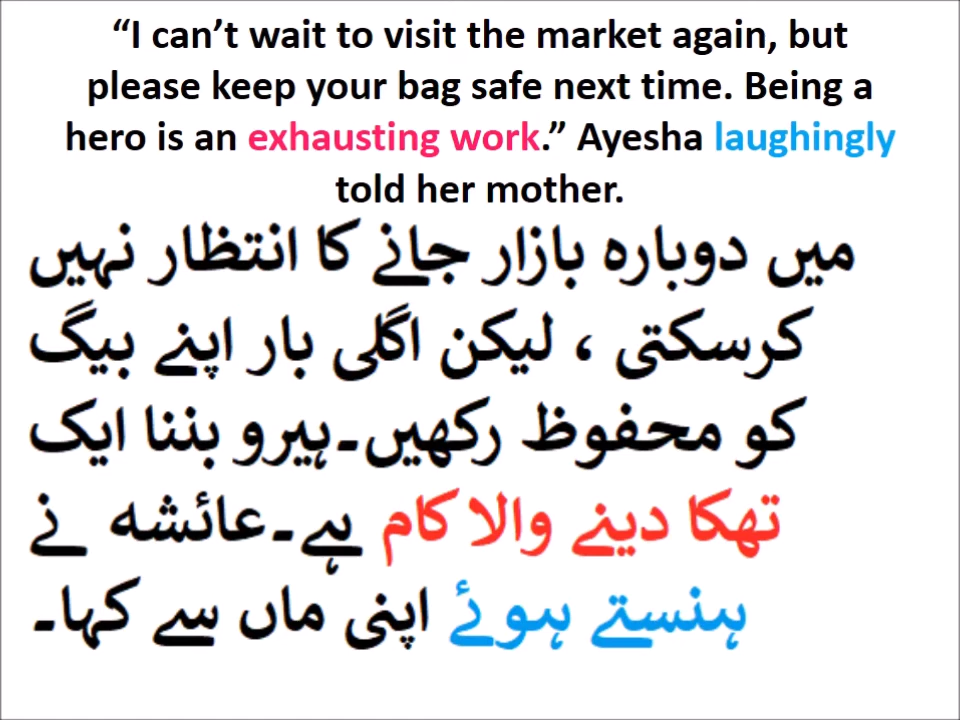 “I can’t wait to visit the market again, but
please keep your bag safe next time. Being a
hero is an exhausting work.” Ayesha laughingly
told her mother.
میں دوبارہ بازار جانے کا انتظار نہیں
کرسکتی ، لیکن اگلی بار اپنے بیگ
کو محفوظ رکھیں۔ہیرو بننا ایک
تھکا دینے والا کام ہے۔عائشہ نے
ہنستے ہوئے اپنی ماں سے کہا۔